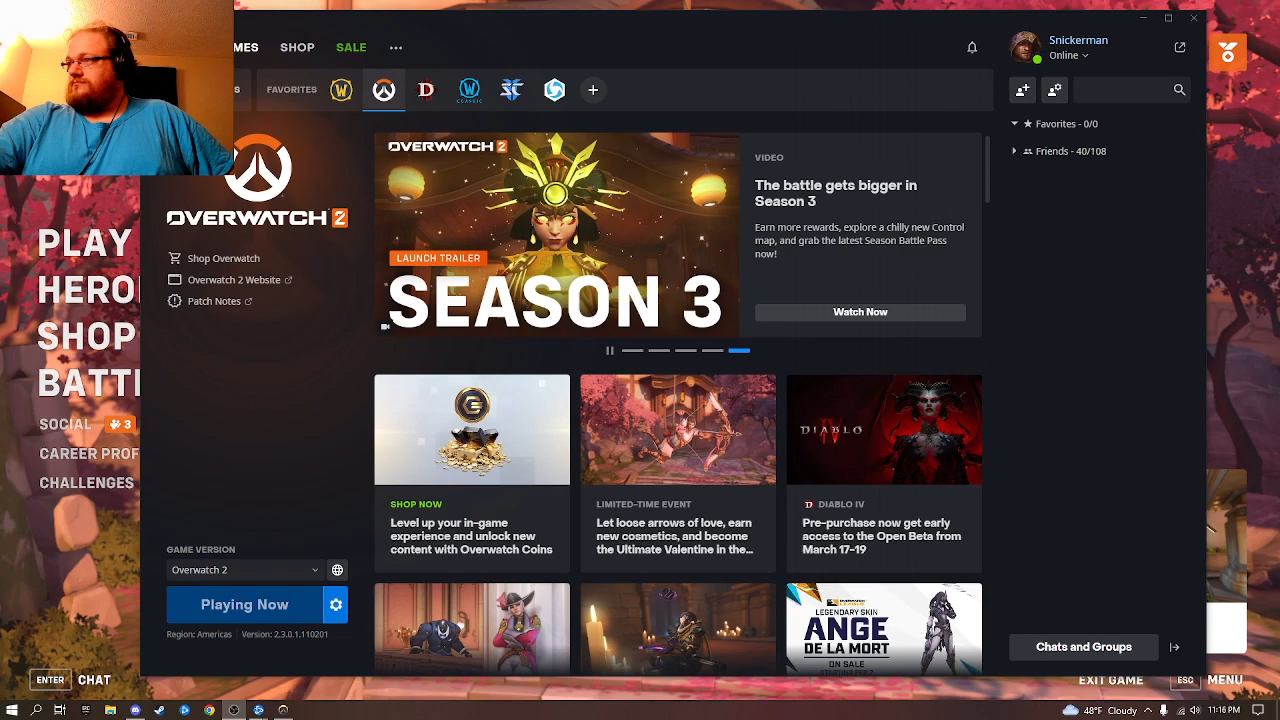 MES SHOP SALE ...
S FAVORITES
CLASSIC
Snickerman
Online
Favorites - 0/0
Friends - 40/108
OVERWATCH 2
Shop Overwatch
Overwatch 2 Website
Patch Notes
OVERWATCH 2
LAUNCH TRAILER
SEASON 3
VIDEO
The battle gets bigger in
Season 3
Earn more rewards, explore a chilly new Control
map, and grab the latest Season Battle Pass
now!
Watch Now
PLAY
HERO
SHOP
BATT
SOCIAL 3
CAREER PROF
CHALLENGES
DIABLO
SHOP NOW
Level up your in-game
experience and unlock new
content with Overwatch Coins
LIMITED-TIME EVENT
Let loose arrows of love, earn
new cosmetics, and become
the Ultimate Valentine in the...
DIABLO IV
Pre-purchase now get early
access to the Open Beta from
March 17-19
GAME VERSION
Overwatch 2
Playing Now
Region: Americas Version: 2.3.0.1.110201
LEGENDARY SKIN
ANGE
DE LA MORT
ON SALE
Chats and Groups
ENTER CHAT
EXIT GAME ESC MENU
Cloudy
11:16 PM